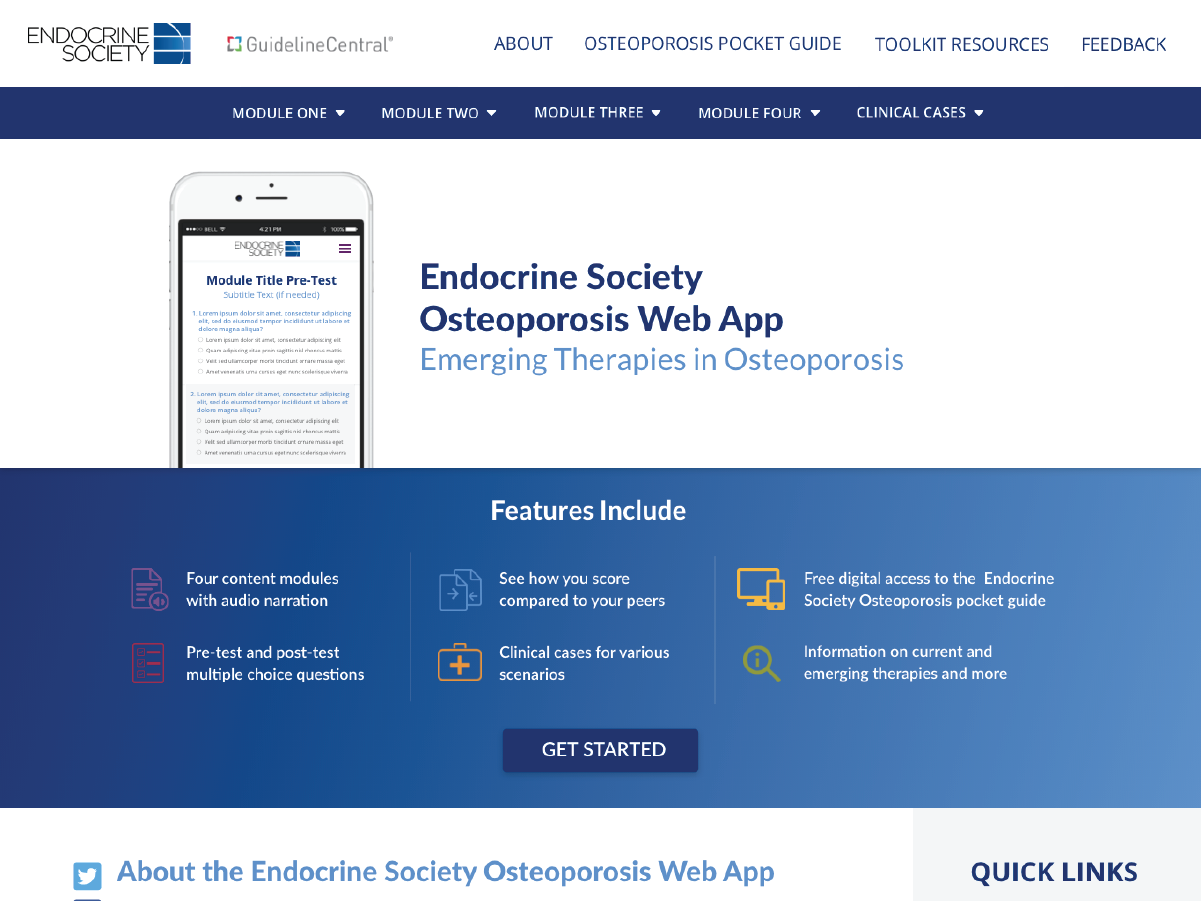 ENDOCRINE
SOCIETY
GuidelineCentral®
ABOUT
OSTEOPOROSIS POCKET GUIDE
TOOLKIT RESOURCES
FEEDBACK
MODULE ONE
MODULE TWO
MODULE THREE
MODULE FOUR
CLINICAL CASES
BELL
4:21 PM
100%
ENDOCRINE
SOCIETY
Module Title Pre-Test
Subtitle Text (if needed)
1. Lorem ipsum dolor sit amet, consectetur adipiscing
elit, sed do eiusmod tempor incididunt ut labore et
dolore magna aliqua?
Lorem ipsum dolor sit amet, consectetur adipiscing elit
Quam adipiscing vitae proin sagittis nisl rhoncus mattis
Velit sed ullamcorper morbi tincidunt ornare massa eget
Amet venenatis urna cursus eget nunc scelerisque viverra
2. Lorem ipsum dolor sit amet, consectetur adipiscing
elit, sed do eiusmod tempor incididunt ut labore et
dolore magna aliqua?
Lorem ipsum dolor sit amet, consectetur adipiscing elit
Quam adipiscing vitae proin sagittis nisl rhoncus mattis
Velit sed ullamcorper morbi tincidunt ornare massa eget
Amet venenatis urna cursus eget nunc scelerisque viverra
Endocrine Society
Osteoporosis Web App
Emerging Therapies in Osteoporosis
Features Include
Four content modules
with audio narration
See how you score
compared to your peers
Free digital access to the Endocrine
Society Osteoporosis pocket guide
Pre-test and post-test
multiple choice questions
Clinical cases for various
scenarios
Information on current and
emerging therapies and more
GET STARTED
About the Endocrine Society Osteoporosis Web App
QUICK LINKS